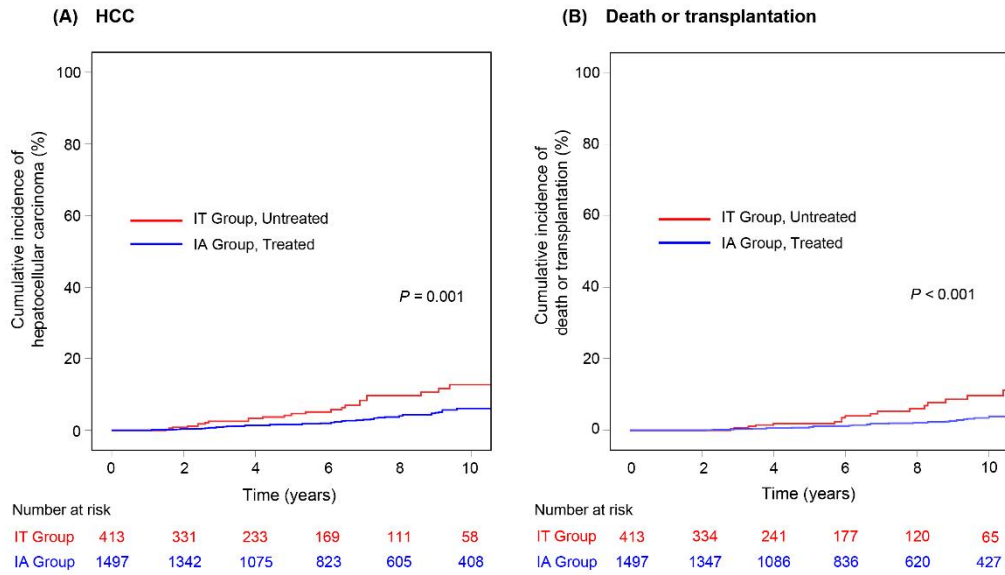 (A) HCC
Cumulative incidence of
hepatocellular carcinoma (%)
100
80
60
40
20
0
IT Group, Untreated
IA Group, Treated
P = 0.001
0 2 4 6 8 10
Time (years)
Number at risk
IT Group 413 331 233 169 111 58
IA Group 1497 1342 1075 823 605 408
(B) Death or transplantation
Cumulative incidence of
death or transplantation (%)
100
80
60
40
20
0
IT Group, Untreated
IA Group, Treated
P < 0.001
0 2 4 6 8 10
Time (years)
Number at risk
IT Group 413 334 241 177 120 65
IA Group 1497 1347 1086 836 620 427